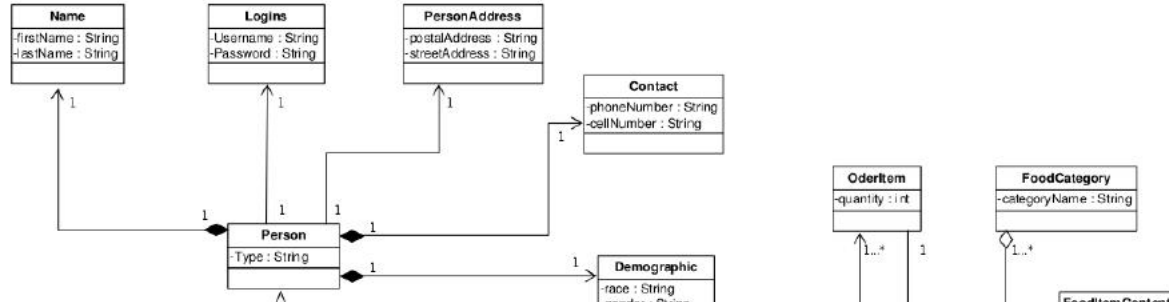 Name
-firstName : String
-lastName : String
Logins
-Username : String
-Password : String
PersonAddress
-postalAddress : String
-streetAddress : String
Contact
-phoneNumber : String
-cellNumber : String
1
1
1
1
OderItem
-quantity : int
FoodCategory
-categoryName : String
1
1
1
1
Person
-Type : String
1
1
Demographic
-race : String
1...*
1
1...*